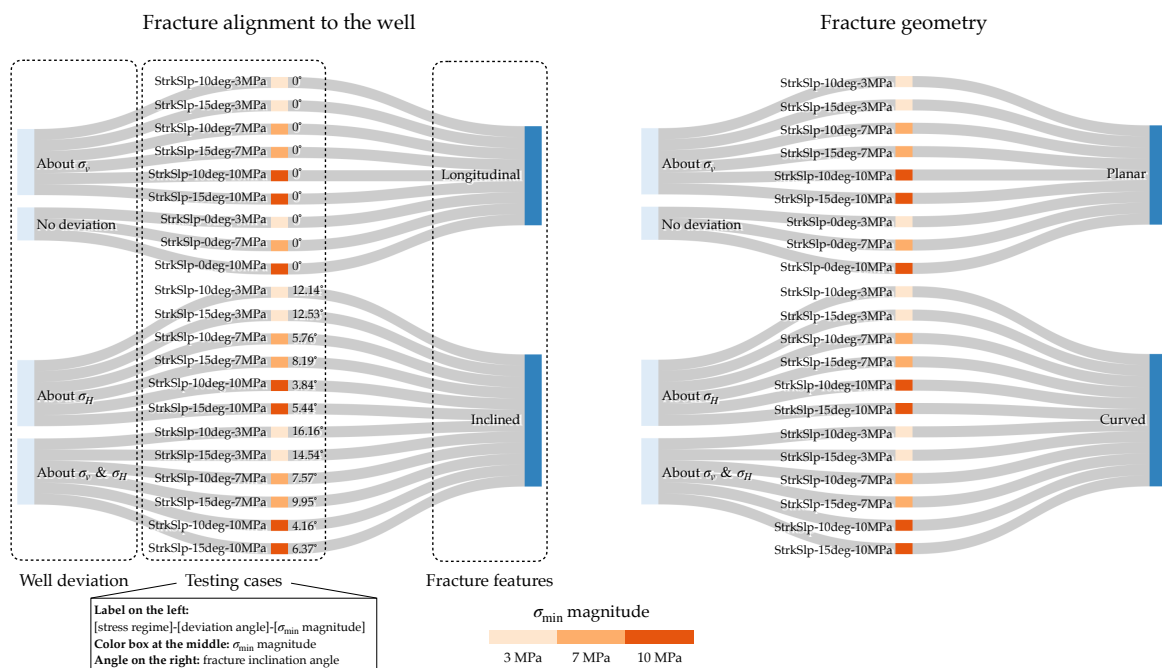 Fracture alignment to the well
Fracture geometry
StrkSlp-10deg-3MPa 0°
StrkSlp-15deg-3MPa 0°
StrkSlp-10deg-7MPa 0°
StrkSlp-15deg-7MPa 0°
StrkSlp-10deg-10MPa 0°
StrkSlp-15deg-10MPa 0°
StrkSlp-0deg-3MPa 0°
StrkSlp-0deg-7MPa 0°
StrkSlp-0deg-10MPa 0°
StrkSlp-10deg-3MPa 12.14°
StrkSlp-15deg-3MPa 12.53°
StrkSlp-10deg-7MPa 5.76°
StrkSlp-15deg-7MPa 8.19°
StrkSlp-10deg-10MPa 3.84°
StrkSlp-15deg-10MPa 5.44°
StrkSlp-10deg-3MPa 16.16°
StrkSlp-15deg-3MPa 14.54°
StrkSlp-10deg-7MPa 7.57°
StrkSlp-15deg-7MPa 9.95°
StrkSlp-10deg-10MPa 4.16°
StrkSlp-15deg-10MPa 6.37°
About σv
No deviation
About σH
About σv & σH
Longitudinal
Inclined
Well deviation
Testing cases
Fracture features
Label on the left:
[stress regime]-[deviation angle]-[σmin magnitude]
Color box at the middle: σmin magnitude
Angle on the right: fracture inclination angle
StrkSlp-10deg-3MPa
StrkSlp-15deg-3MPa
StrkSlp-10deg-7MPa
StrkSlp-15deg-7MPa
StrkSlp-10deg-10MPa
StrkSlp-15deg-10MPa
StrkSlp-0deg-3MPa
StrkSlp-0deg-7MPa
StrkSlp-0deg-10MPa
StrkSlp-10deg-3MPa
StrkSlp-15deg-3MPa
StrkSlp-10deg-7MPa
StrkSlp-15deg-7MPa
StrkSlp-10deg-10MPa
StrkSlp-15deg-10MPa
StrkSlp-10deg-3MPa
StrkSlp-15deg-3MPa
StrkSlp-10deg-7MPa
StrkSlp-15deg-7MPa
StrkSlp-10deg-10MPa
StrkSlp-15deg-10MPa
About σv
No deviation
About σH
About σv & σH
Planar
Curved
σmin magnitude
3 MPa 7 MPa 10 MPa